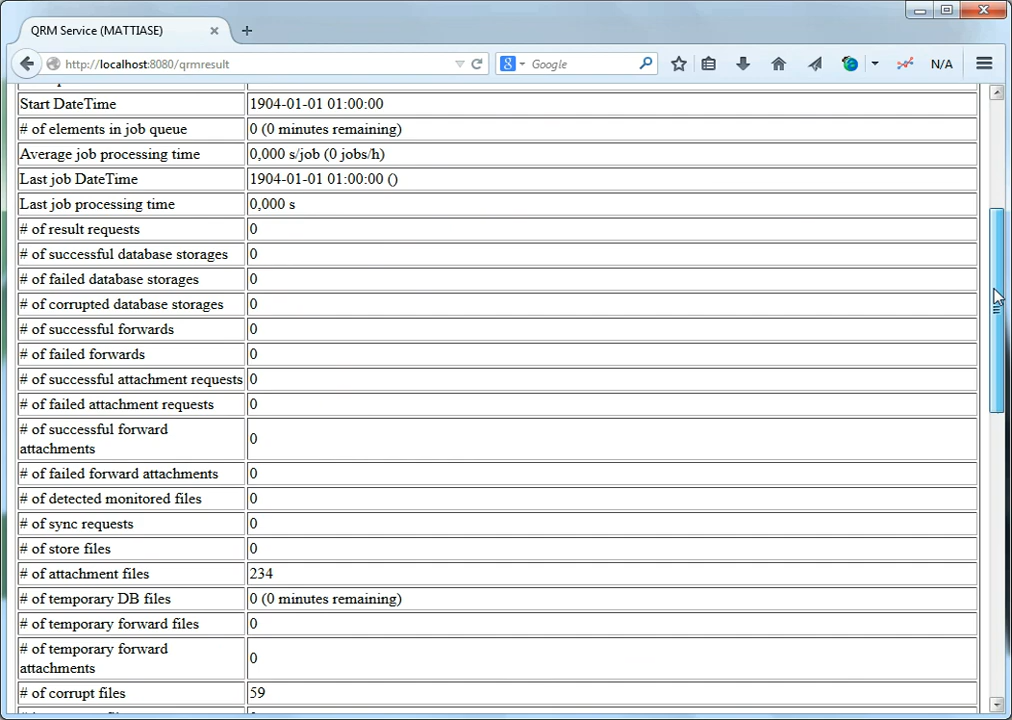 QRM Service (MATTIASE)
http://localhost:8080/qrmresult
Google
N/A
Start DateTime 1904-01-01 01:00:00
# of elements in job queue 0 (0 minutes remaining)
Average job processing time 0,000 s/job (0 jobs/h)
Last job DateTime 1904-01-01 01:00:00 ()
Last job processing time 0,000 s
# of result requests 0
# of successful database storages 0
# of failed database storages 0
# of corrupted database storages 0
# of successful forwards 0
# of failed forwards 0
# of successful attachment requests 0
# of failed attachment requests 0
# of successful forward
attachments 0
# of failed forward attachments 0
# of detected monitored files 0
# of sync requests 0
# of store files 0
# of attachment files 234
# of temporary DB files 0 (0 minutes remaining)
# of temporary forward files 0
# of temporary forward
attachments 0
# of corrupt files 59